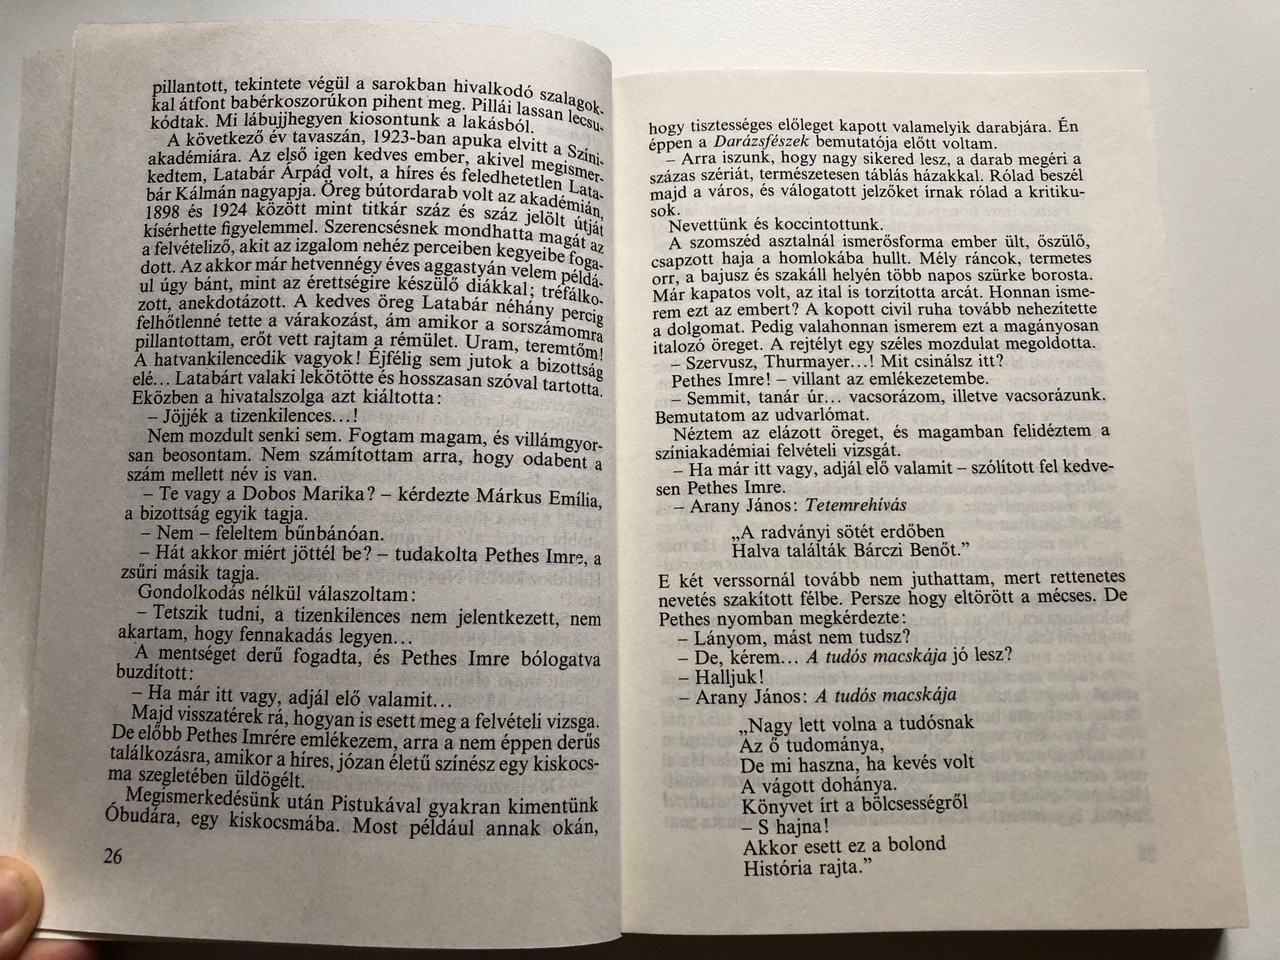 pillantott, tekintete végül a sarokban hivalkodó szalagok-
kal átfont babérkoszorúkon pihent meg. Pillái lassan lecsu-
kódtak. Mi lábujjhegyen kiosontunk a lakásból.
A következő év tavaszán, 1923-ban apuka elvitt a Színi-
akadémiára. Az első igen kedves ember, akivel megismer-
kedtem, Latabár Árpád volt, a híres és feledhetetlen Lata-
bár Kálmán nagyapja. Öreg bútordarab volt az akadémián,
1898 és 1924 között mint titkár száz és száz jelölt útját
kísérhette figyelemmel. Szerencsésnek mondhatta magát az
a felvételiző, akit az izgalom nehéz perceiben kegyeibe foga-
dott. Az akkor már hetvennégy éves aggastyán velem példá-
ul úgy bánt, mint az érettségire készülő diákkal; tréfálko-
zott, anekdotázott. A kedves öreg Latabár néhány percig
felhőtlenné tette a várakozást, ám amikor a sorszámomra
pillantottam, erőt vett rajtam a rémület. Uram, teremtőm!
A hatvankilencedik vagyok! Éjfélig sem jutok a bizottság
elé... Latabárt valaki lekötötte és hosszasan szóval tartotta.
Eközben a hivatalszolga azt kiáltotta:
– Jöjjék a tizenkilences...!
Nem mozdult senki sem. Fogtam magam, és villámgyor-
san beosontam. Nem számítottam arra, hogy odabent a
szám mellett név is van.
– Te vagy a Dobos Marika? – kérdezte Márkus Emília,
a bizottság egyik tagja.
– Nem – feleltem bűnbánóan.
– Hát akkor miért jöttél be? – tudakolta Pethes Imre, a
zsűri másik tagja.
Gondolkodás nélkül válaszoltam:
– Tetszik tudni, a tizenkilences nem jelentkezett, nem
akartam, hogy fennakadás legyen...
A mentséget derű fogadta, és Pethes Imre bólogatva
buzdított:
– Ha már itt vagy, adjál elő valamit...
Majd visszatérek rá, hogyan is esett meg a felvételi vizsga.
De előbb Pethes Imrére emlékezem, arra a nem éppen derűs
találkozásra, amikor a híres, józan életű színész egy kiskocs-
ma szegletében üldögélt.
Megismerkedésünk után Pistukával gyakran kimentünk
Óbudára, egy kiskocsmába. Most például annak okán,
26
hogy tisztességes előleget kapott valamelyik darabjára. Én
éppen a Darázsfészek bemutatója előtt voltam.
– Arra iszunk, hogy nagy sikered lesz, a darab megéri a
százas szériát, természetesen táblás házakkal. Rólad beszél
majd a város, és válogatott jelzőket írnak rólad a kritiku-
sok.
Nevettünk és koccintottunk.
A szomszéd asztalnál ismerősforma ember ült, őszülő,
csapzott haja a homlokába hullt. Mély ráncok, termetes
orr, a bajusz és szakáll helyén több napos szürke borosta.
Már kapatos volt, az ital is torzította arcát. Honnan isme-
rem ezt az embert? A kopott civil ruha tovább nehezítette
a dolgomat. Pedig valahonnan ismerem ezt a magányosan
italozó öreget. A rejtélyt egy széles mozdulat megoldotta.
– Szervusz, Thurmayer...! Mit csinálsz itt?
Pethes Imre! – villant az emlékezetembe.
– Semmit, tanár úr... vacsorázom, illetve vacsorázunk.
Bemutatom az udvarlómat.
Néztem az elázott öreget, és magamban felidéztem a
színiakadémiai felvételi vizsgát.
– Ha már itt vagy, adjál elő valamit – szólított fel kedve-
sen Pethes Imre.
– Arany János: Tetemrehívás
„A radványi sötét erdőben
Halva találták Bárczi Benőt.”
E két verssornál tovább nem juthattam, mert rettenetes
nevetés szakított félbe. Persze hogy eltörött a mécses. De
Pethes nyomban megkérdezte:
– Lányom, mást nem tudsz?
– De, kérem... A tudós macskája jó lesz?
– Halljuk!
– Arany János: A tudós macskája
„Nagy lett volna a tudósnak
Az ő tudománya,
De mi haszna, ha kevés volt
A vágott dohánya.
Könyvet írt a bölcsességről
– S hajna!
Akkor esett ez a bolond
História rajta.”